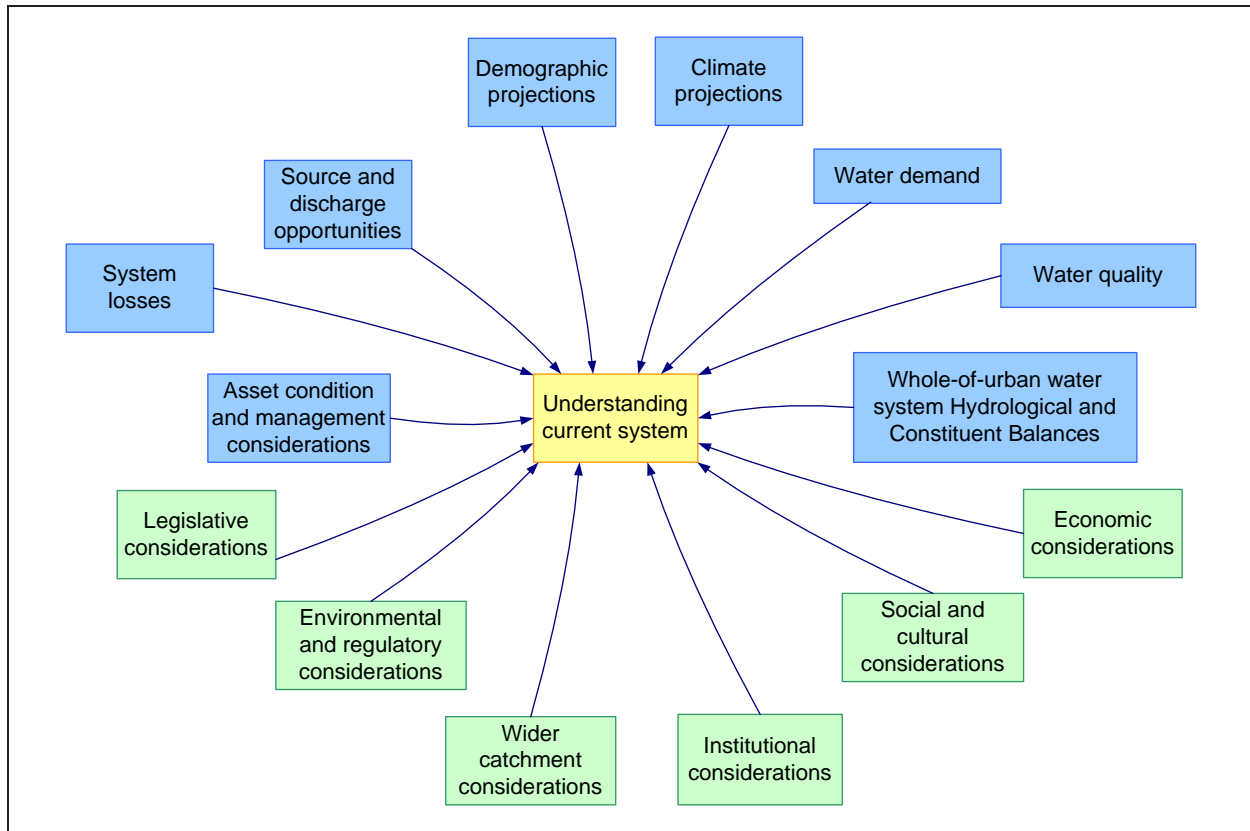 Demographic
projections
Climate
projections
Source and
discharge
opportunities
Water demand
System
losses
Water quality
Asset condition
and management
considerations
Understanding
current system
Whole-of-urban water
system Hydrological and
Constituent Balances
Legislative
considerations
Economic
considerations
Environmental
and regulatory
considerations
Social and
cultural
considerations
Wider
catchment
considerations
Institutional
considerations